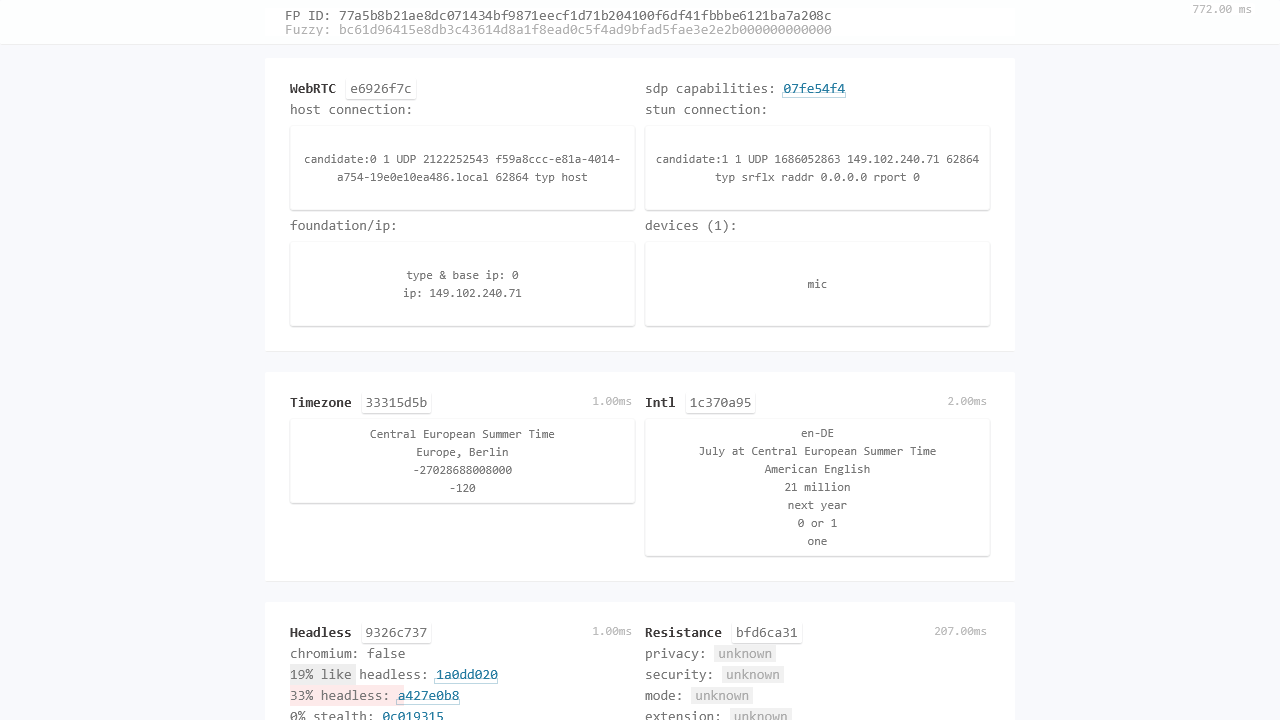 FP ID: 77a5b8b21ae8dc071434bf9871eecf1d71b204100f6df41fbbbe6121ba7a208c
772.00 ms
Fuzzy: bc61d96415e8db3c43614d8a1f8ead0c5f4ad9bfad5fae3e2e2b000000000000
WebRTC e6926f7c
host connection:
candidate:0 1 UDP 2122252543 f59a8ccc-e81a-4014-
a754-19e0e10ea486.local 62864 typ host
foundation/ip:
type & base ip: 0
ip: 149.102.240.71
sdp capabilities: 07fe54f4
stun connection:
candidate:1 1 UDP 1686052863 149.102.240.71 62864
typ srflx raddr 0.0.0.0 rport 0
devices (1):
mic
Timezone 33315d5b 1.00ms
Central European Summer Time
Europe, Berlin
-27028688008000
-120
Intl 1c370a95 2.00ms
en-DE
July at Central European Summer Time
American English
21 million
next year
0 or 1
one
Headless 9326c737 1.00ms
chromium: false
19% like headless: 1a0dd020
33% headless: a427e0b8
0% stealth: 0c019315
Resistance bfd6ca31 207.00ms
privacy: unknown
security: unknown
mode: unknown
extension: unknown